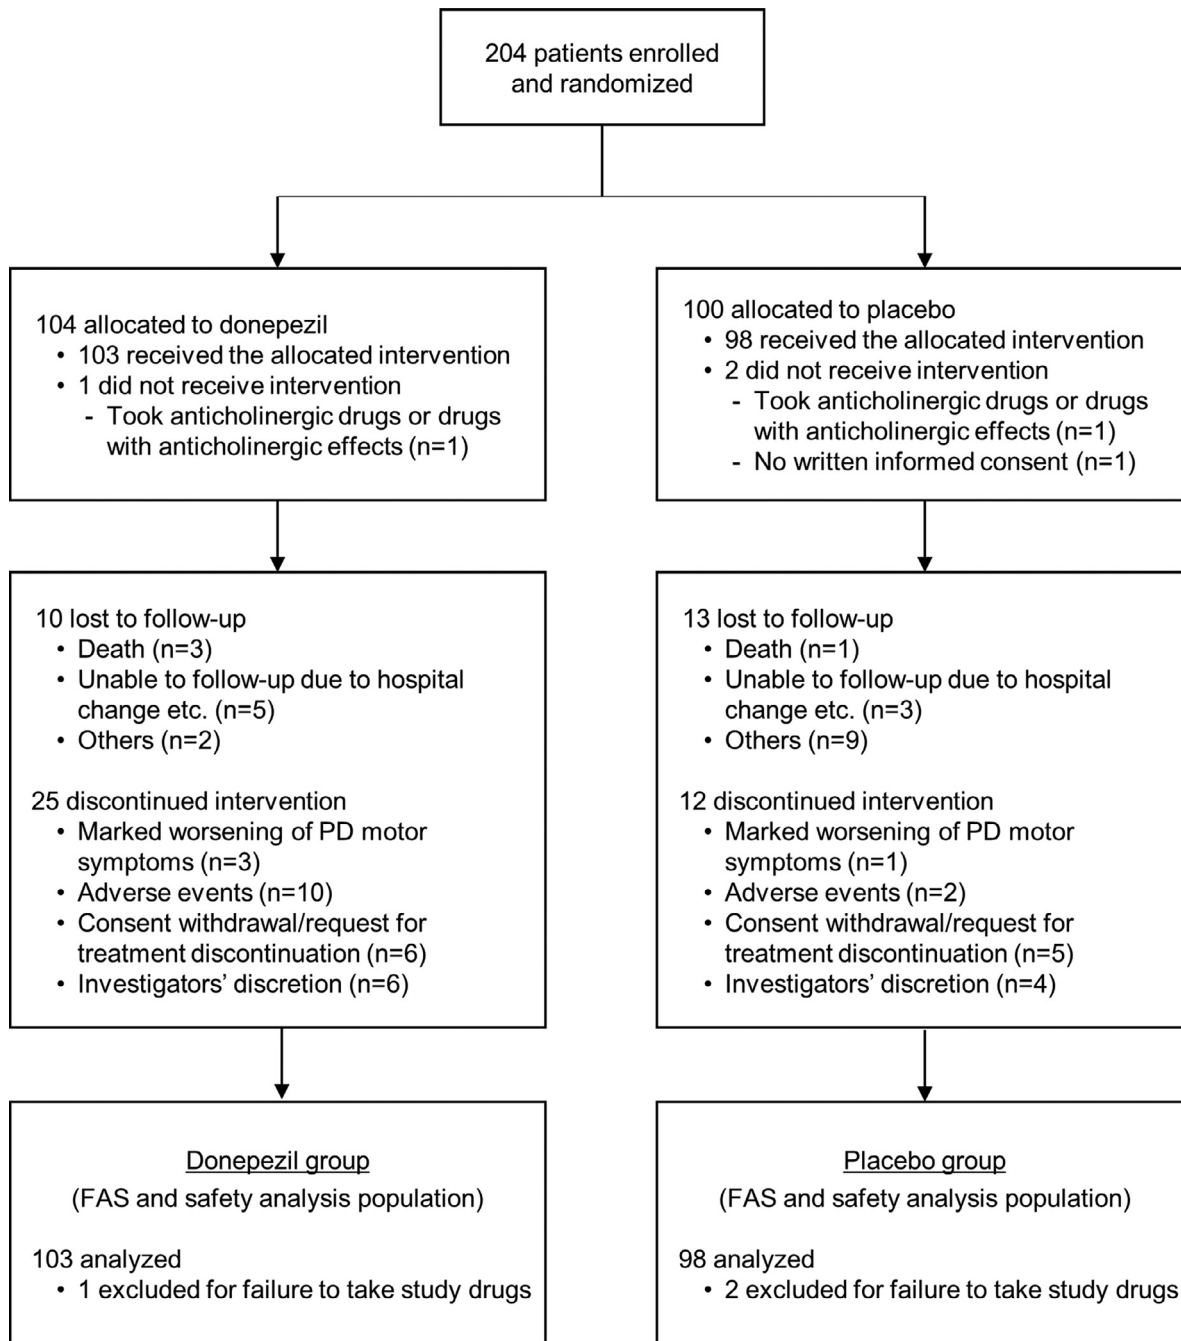 204 patients enrolled
and randomized
104 allocated to donepezil
• 103 received the allocated intervention
• 1 did not receive intervention
- Took anticholinergic drugs or drugs
with anticholinergic effects (n=1)
100 allocated to placebo
• 98 received the allocated intervention
• 2 did not receive intervention
- Took anticholinergic drugs or drugs
with anticholinergic effects (n=1)
- No written informed consent (n=1)
10 lost to follow-up
• Death (n=3)
• Unable to follow-up due to hospital
change etc. (n=5)
• Others (n=2)
25 discontinued intervention
• Marked worsening of PD motor
symptoms (n=3)
• Adverse events (n=10)
• Consent withdrawal/request for
treatment discontinuation (n=6)
• Investigators’ discretion (n=6)
13 lost to follow-up
• Death (n=1)
• Unable to follow-up due to hospital
change etc. (n=3)
• Others (n=9)
12 discontinued intervention
• Marked worsening of PD motor
symptoms (n=1)
• Adverse events (n=2)
• Consent withdrawal/request for
treatment discontinuation (n=5)
• Investigators’ discretion (n=4)
Donepezil group
(FAS and safety analysis population)
103 analyzed
• 1 excluded for failure to take study drugs
Placebo group
(FAS and safety analysis population)
98 analyzed
• 2 excluded for failure to take study drugs